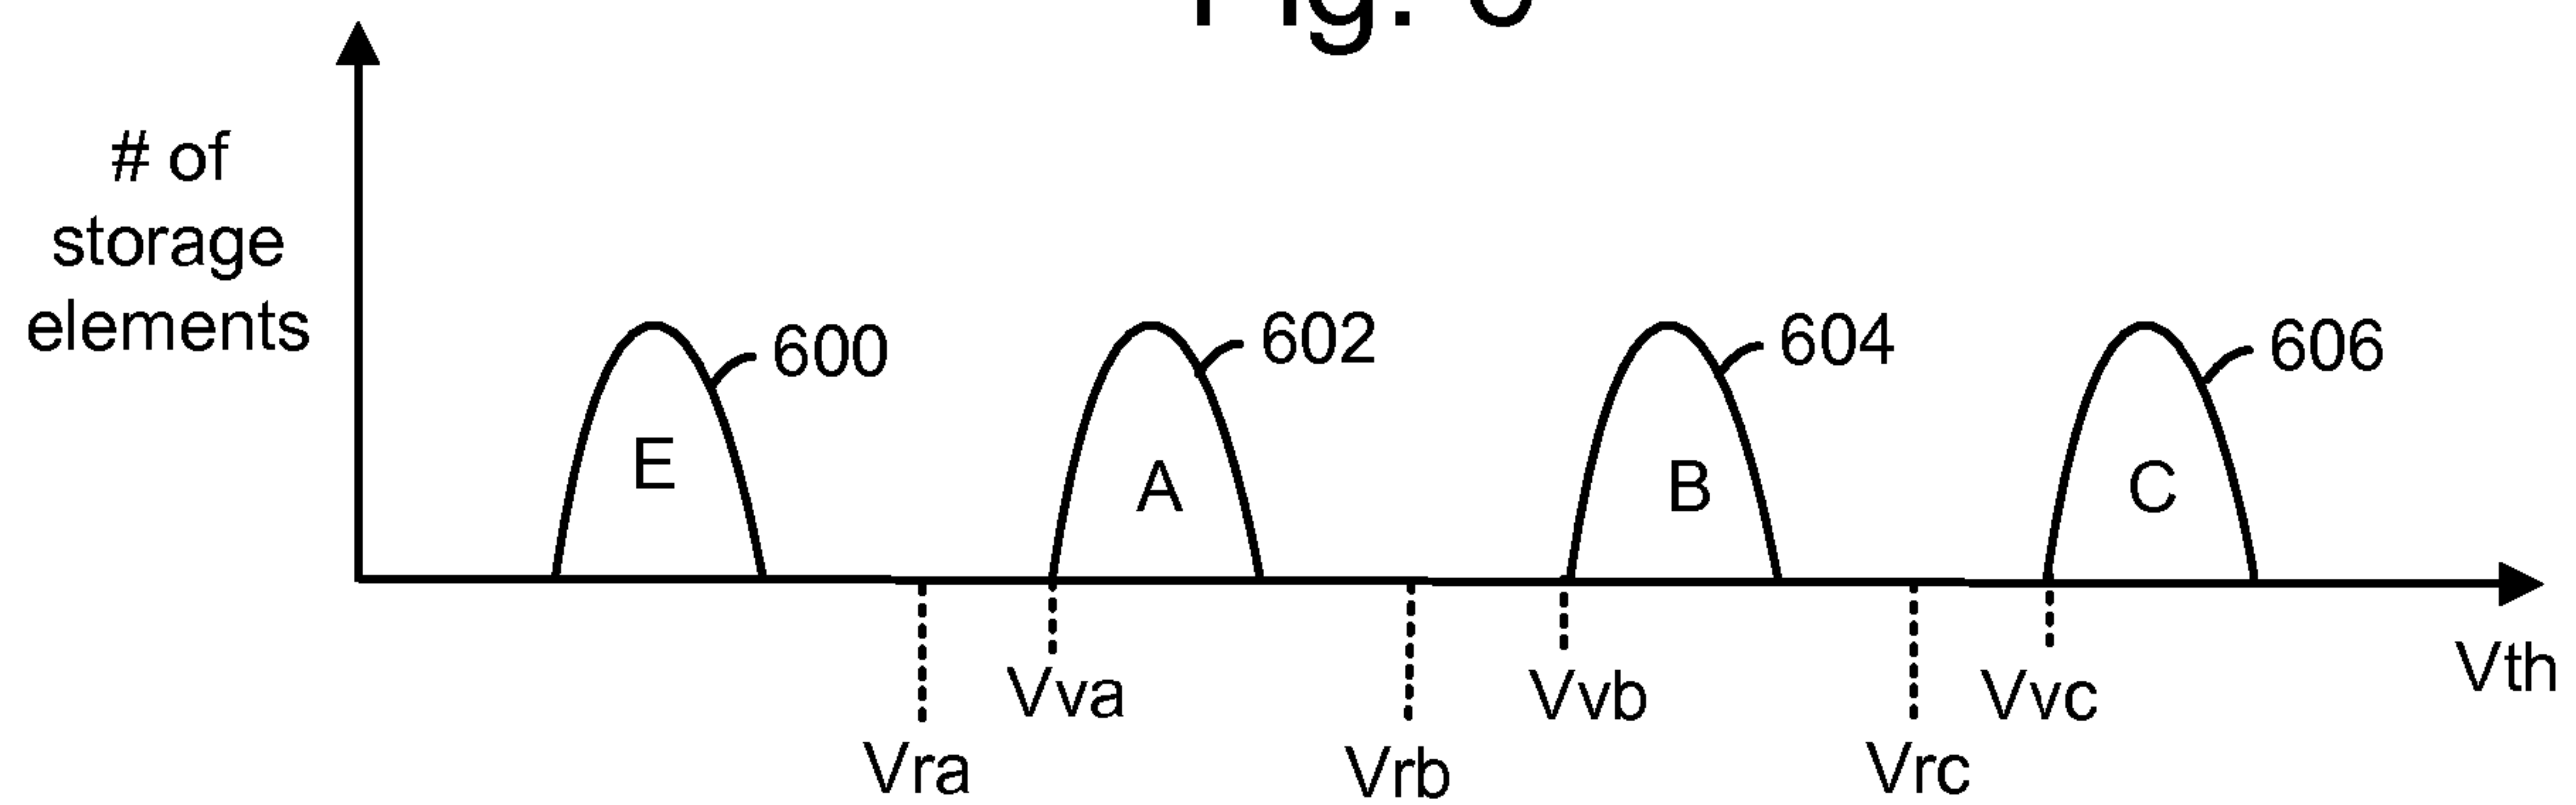 # of
storage
elements
600
602
604
606
E
A
B
C
Vva
Vvb
Vvc
Vth
Vra
Vrb
Vrc